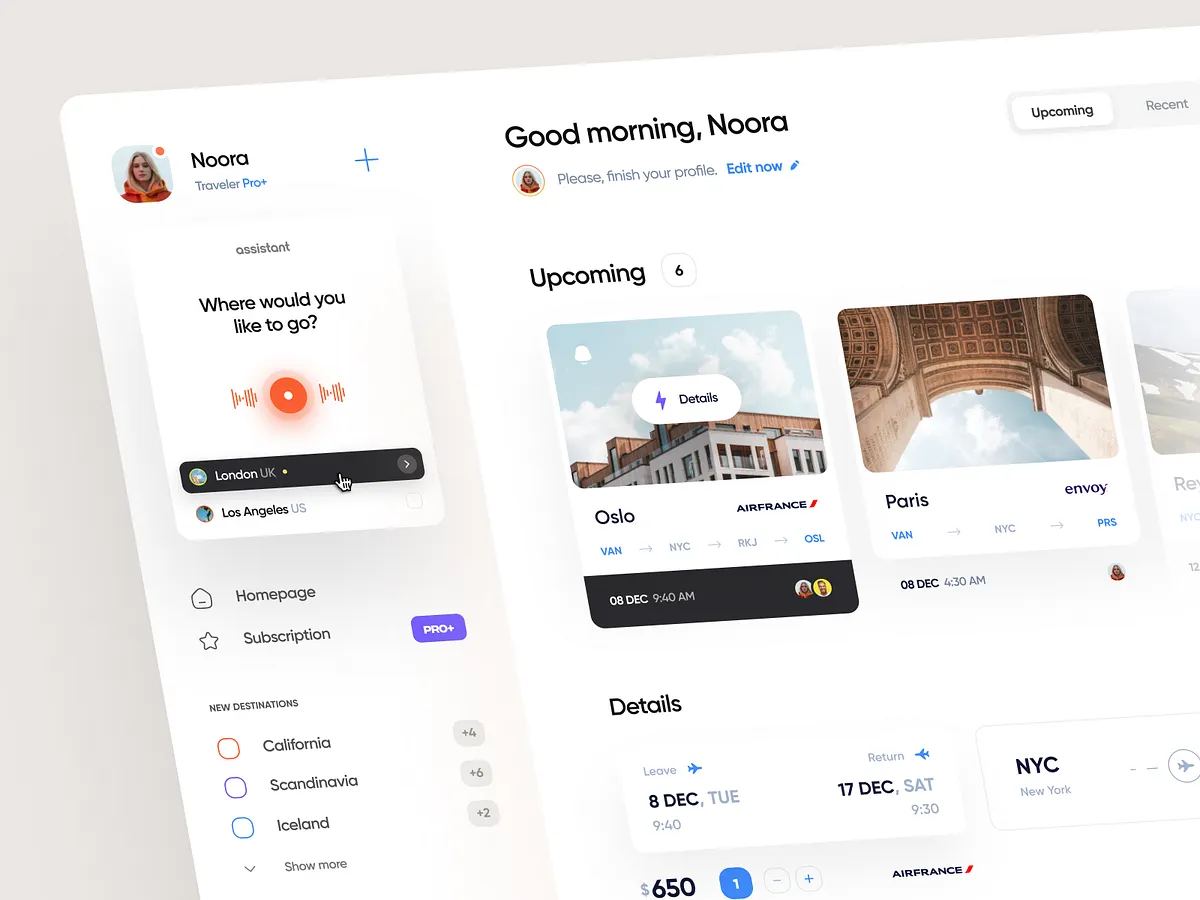 Noora
Traveler Pro+
assistant
Where would you
like to go?
London UK
Los Angeles US
Homepage
Subscription
PRO+
NEW DESTINATIONS
California
+4
Scandinavia
+6
Iceland
+2
Show more
Good morning, Noora
Please, finish your profile. Edit now
Upcoming
Recent
Upcoming
6
Details
Oslo
AIRFRANCE
VAN
NYC
RKJ
OSL
08 DEC 9:40 AM
Paris
envoy
VAN
NYC
PRS
08 DEC 4:30 AM
NYC
12
Details
Leave
8 DEC, TUE
9:40
Return
17 DEC, SAT
9:30
NYC
New York
$650
1
AIRFRANCE